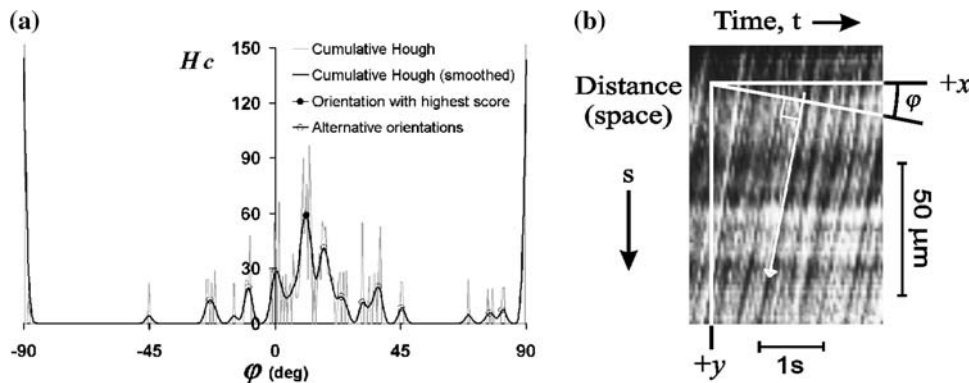 (a)
Hc
150
120
90
60
30
0
Cumulative Hough
Cumulative Hough (smoothed)
Orientation with highest score
Alternative orientations
-90
-45
0
45
90
φ (deg)
(b)
Time, t
Distance
(space)
s
+x
φ
50 µm
+y
1s